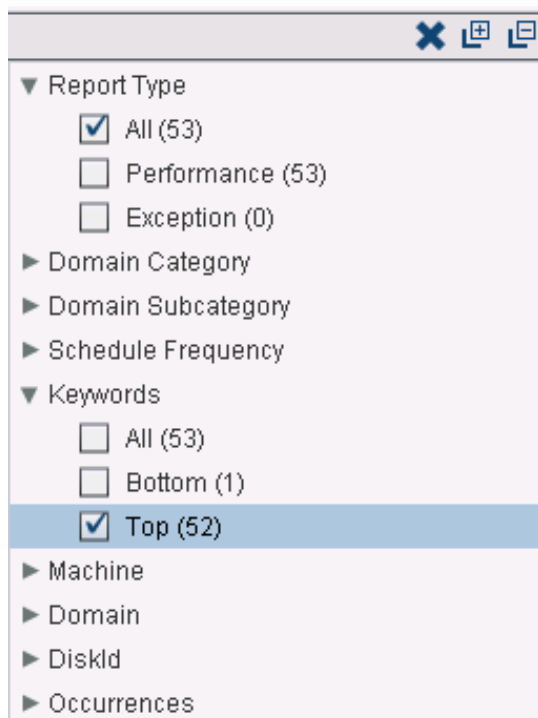 Report Type
All (53)
Performance (53)
Exception (0)
Domain Category
Domain Subcategory
Schedule Frequency
Keywords
All (53)
Bottom (1)
Top (52)
Machine
Domain
DiskId
Occurrences